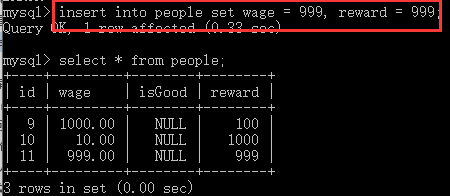 mysql> insert into people set wage = 999, reward = 999;
Query OK, 1 row affected (0.33 sec)
mysql> select * from people;
+----+---------+--------+--------+
| id | wage | isGood | reward |
+----+---------+--------+--------+
| 9 | 1000.00 | NULL | 100 |
| 10 | 10.00 | NULL | 1000 |
| 11 | 999.00 | NULL | 999 |
+----+---------+--------+--------+
3 rows in set (0.00 sec)